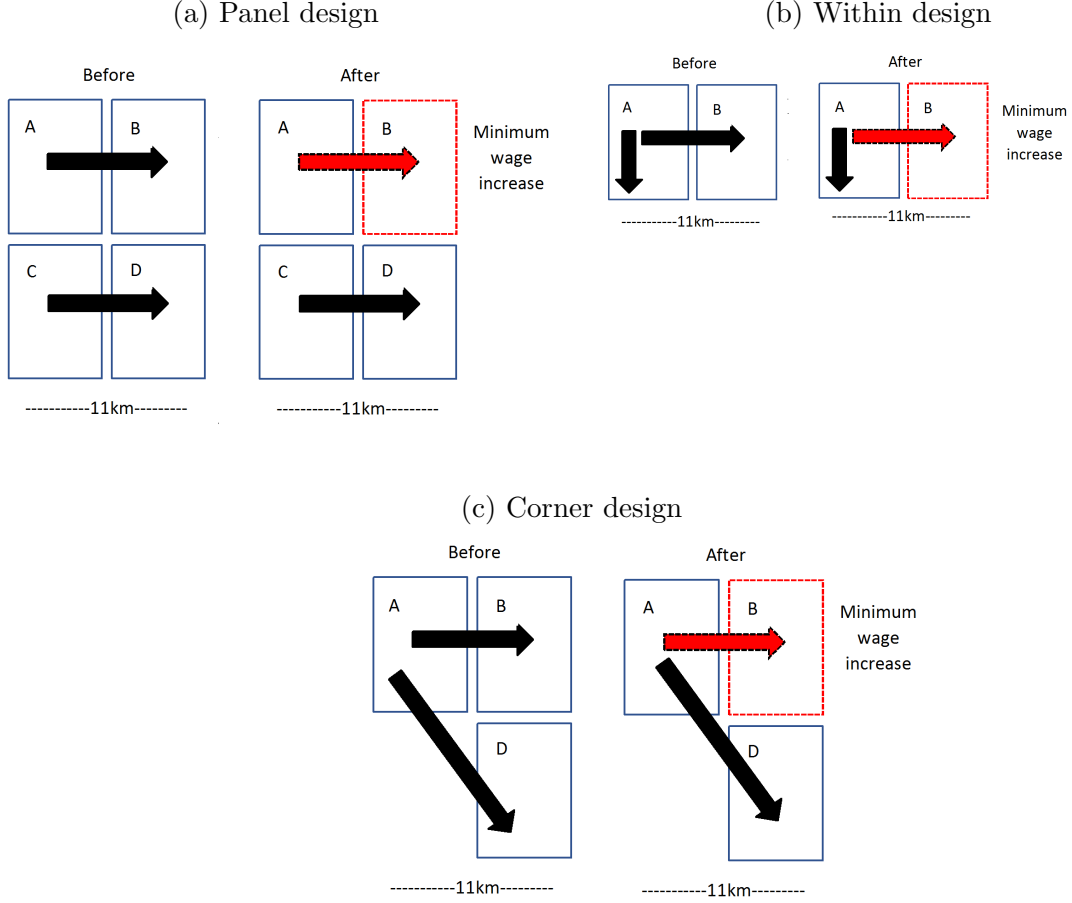 (a) Panel design
Before
After
A
B
A
B
Minimum
wage
increase
C
D
C
D
-----------11km---------
-----------11km---------
(b) Within design
Before
After
A
B
A
B
Minimum
wage
increase
-----------11km---------
-----------11km---------
(c) Corner design
Before
After
A
B
A
B
Minimum
wage
increase
D
D
-----------11km---------
-----------11km---------